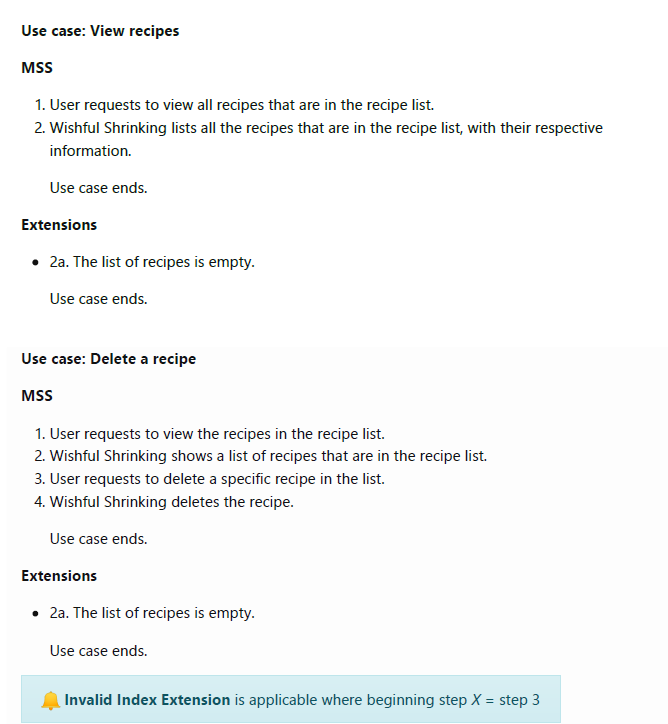 Use case: View recipes
MSS
1. User requests to view all recipes that are in the recipe list.
2. Wishful Shrinking lists all the recipes that are in the recipe list, with their respective
information.
Use case ends.
Extensions
• 2a. The list of recipes is empty.
Use case ends.
Use case: Delete a recipe
MSS
1. User requests to view the recipes in the recipe list.
2. Wishful Shrinking shows a list of recipes that are in the recipe list.
3. User requests to delete a specific recipe in the list.
4. Wishful Shrinking deletes the recipe.
Use case ends.
Extensions
• 2a. The list of recipes is empty.
Use case ends.
Invalid Index Extension is applicable where beginning step X = step 3